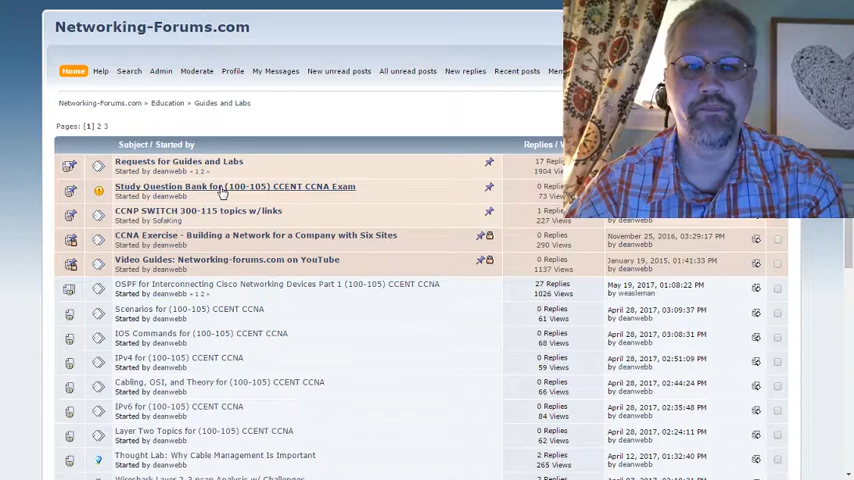 Networking-Forums.com
Home Help Search Admin Moderate Profile My Messages New unread posts All unread posts New replies Recent posts
Networking-Forums.com » Education » Guides and Labs
Pages: [1] 2 3
Subject / Started by Replies /
Requests for Guides and Labs 17 Replies
Started by deanwebb « 1 2 » 1904 Views
Study Question Bank for (100-105) CCENT CCNA Exam 0 Replies
Started by deanwebb 73 Views
CCNP SWITCH 300-115 topics w/links 1 Replies
Started by SofaKing
CCNA Exercise - Building a Network for a Company with Six Sites 0 Replies November 25, 2016, 03:29:17 PM
Started by deanwebb 290 Views by deanwebb
Video Guides: Networking-forums.com on YouTube 0 Replies January 19, 2015, 01:41:33 PM
Started by deanwebb 1137 Views by deanwebb
OSPF for Interconnecting Cisco Networking Devices Part 1 (100-105) CCENT CCNA 27 Replies May 19, 2017, 01:08:22 PM
Started by deanwebb « 1 2 » 1026 Views by weasleman
Scenarios for (100-105) CCENT CCNA 0 Replies April 28, 2017, 03:09:37 PM
Started by deanwebb 61 Views by deanwebb
IOS Commands for (100-105) CCENT CCNA 0 Replies April 28, 2017, 03:08:31 PM
Started by deanwebb 68 Views by deanwebb
IPv4 for (100-105) CCENT CCNA 0 Replies April 28, 2017, 02:51:09 PM
Started by deanwebb 59 Views by deanwebb
Cabling, OSI, and Theory for (100-105) CCENT CCNA 0 Replies April 28, 2017, 02:44:24 PM
Started by deanwebb 66 Views by deanwebb
IPv6 for (100-105) CCENT CCNA 0 Replies April 28, 2017, 02:35:48 PM
Started by deanwebb 84 Views by deanwebb
Layer Two Topics for (100-105) CCENT CCNA 0 Replies April 28, 2017, 02:24:11 PM
Started by deanwebb 62 Views by deanwebb
Thought Lab: Why Cable Management Is Important 2 Replies April 12, 2017, 01:32:40 PM
Started by deanwebb 265 Views by deanwebb